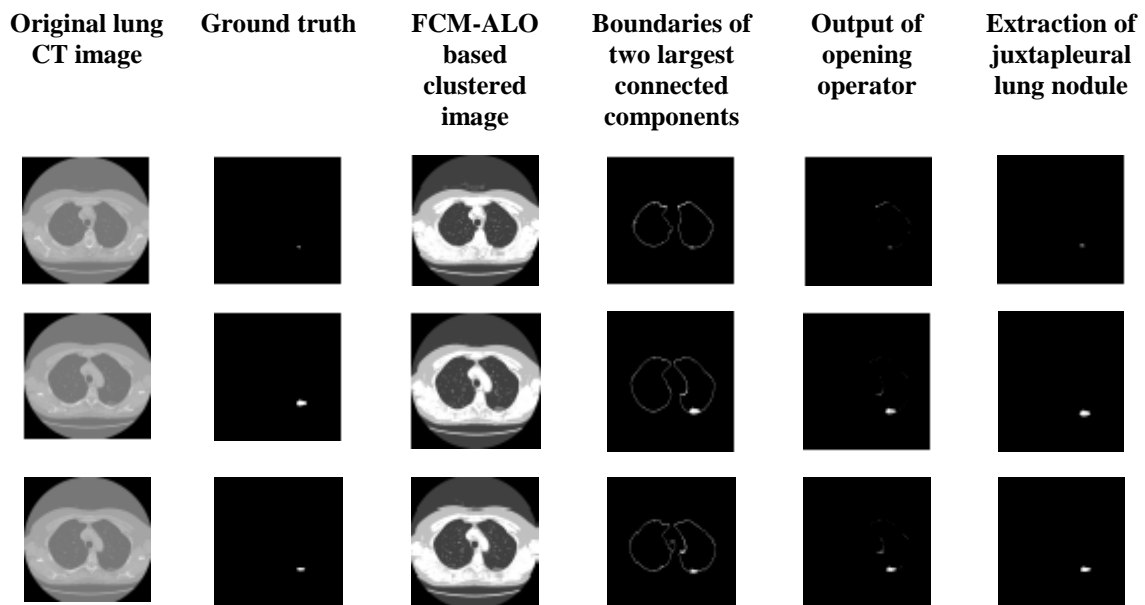 Original lung
CT image
Ground truth
FCM-ALO
based
clustered
image
Boundaries of
two largest
connected
components
Output of
opening
operator
Extraction of
juxtapleural
lung nodule